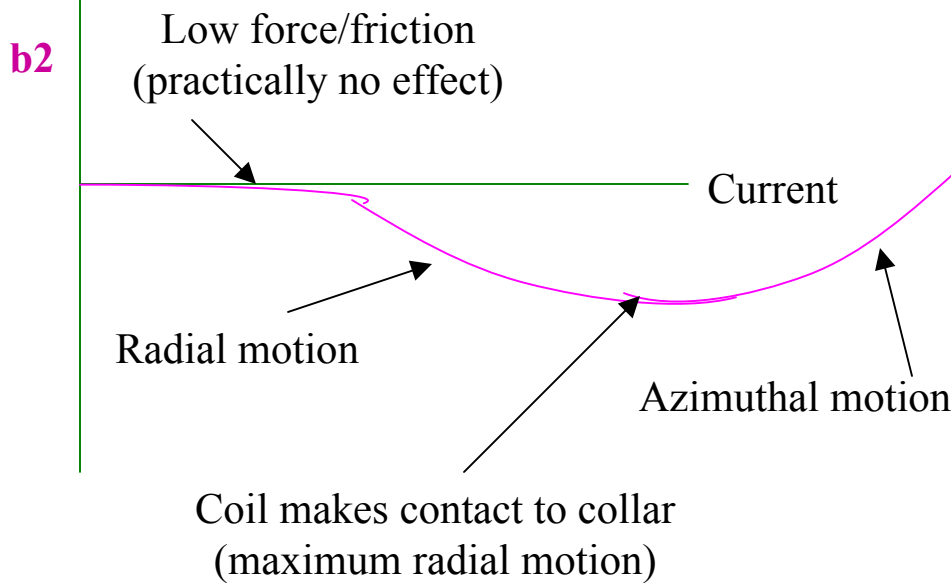 b2
Low force/friction
(practically no effect)
Current
Radial motion
Azimuthal motion
Coil makes contact to collar
(maximum radial motion)